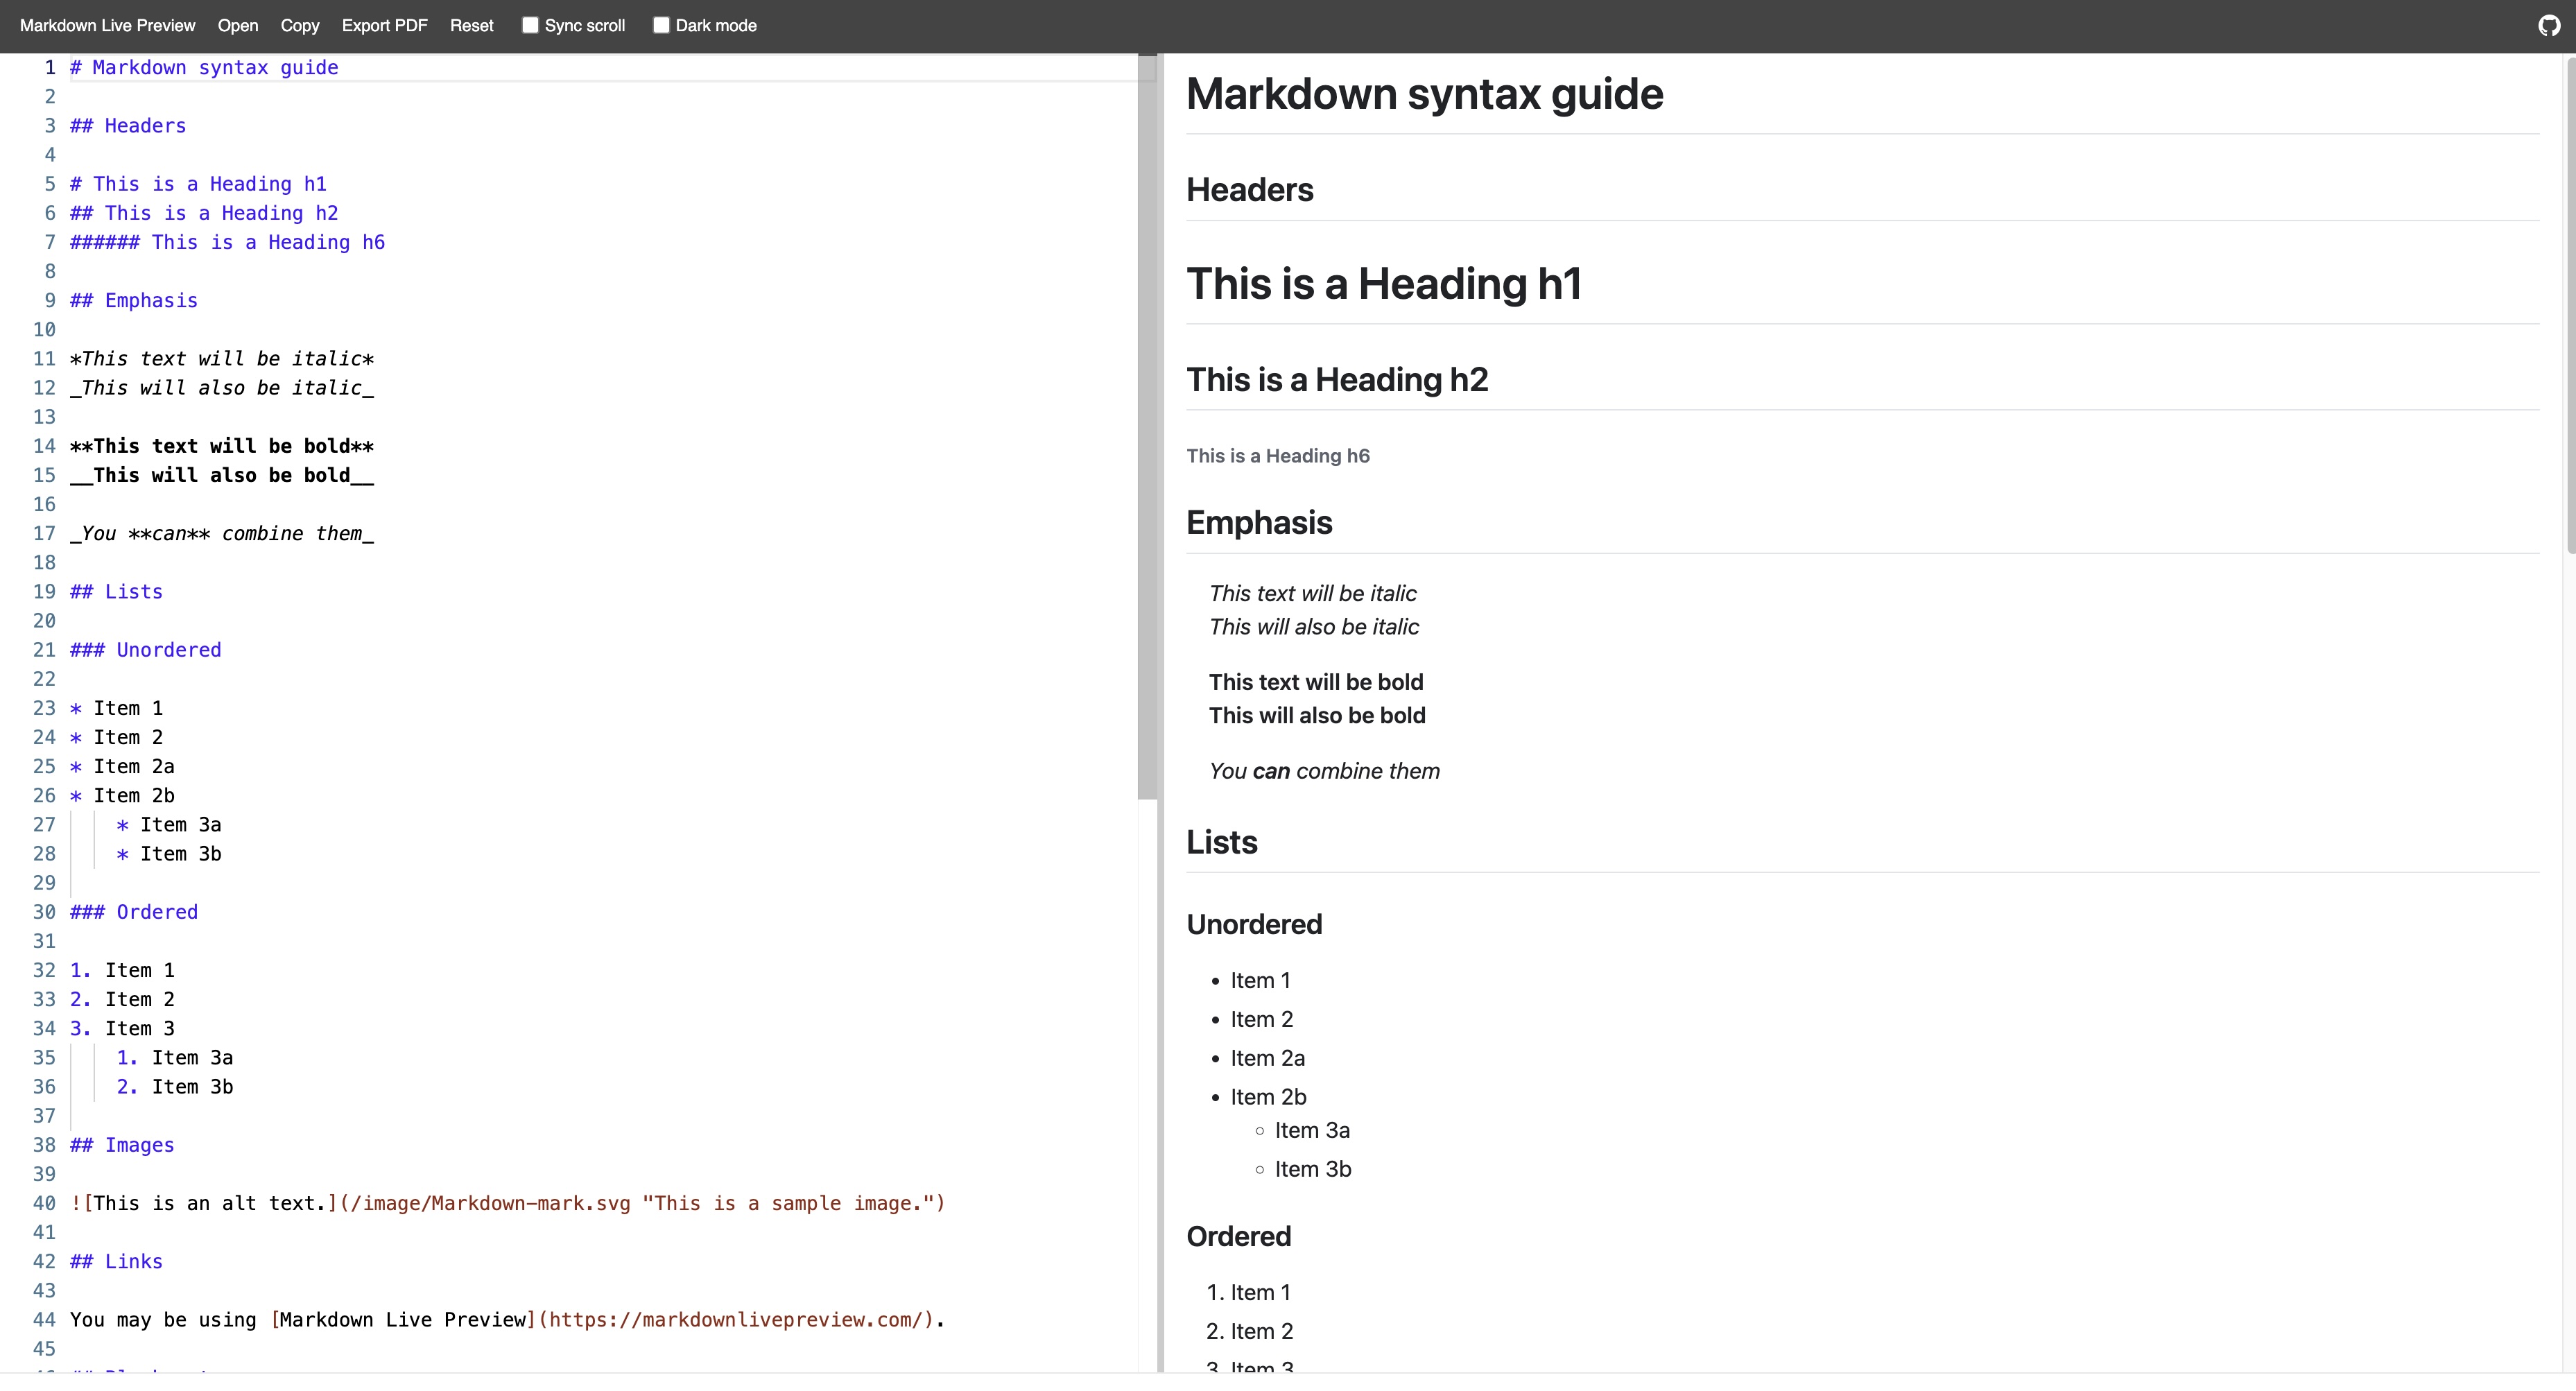 Markdown Live Preview Open Copy Export PDF Reset Sync scroll Dark mode
1 # Markdown syntax guide
2
3 ## Headers
4
5 # This is a Heading h1
6 ## This is a Heading h2
7 ###### This is a Heading h6
8
9 ## Emphasis
10
11 *This text will be italic*
12 _This will also be italic_
13
14 **This text will be bold**
15 __This will also be bold__
16
17 _You **can** combine them_
18
19 ## Lists
20
21 ### Unordered
22
23 * Item 1
24 * Item 2
25 * Item 2a
26 * Item 2b
27     * Item 3a
28     * Item 3b
29
30 ### Ordered
31
32 1. Item 1
33 2. Item 2
34 3. Item 3
35     1. Item 3a
36     2. Item 3b
37
38 ## Images
39
40 ![This is an alt text.](/image/Markdown-mark.svg "This is a sample image.")
41
42 ## Links
43
44 You may be using [Markdown Live Preview](https://markdownlivepreview.com/).
45
Markdown syntax guide
Headers
This is a Heading h1
This is a Heading h2
This is a Heading h6
Emphasis
This text will be italic
This will also be italic
This text will be bold
This will also be bold
You can combine them
Lists
Unordered
• Item 1
• Item 2
• Item 2a
• Item 2b
◦ Item 3a
◦ Item 3b
Ordered
1. Item 1
2. Item 2
3. Item 3